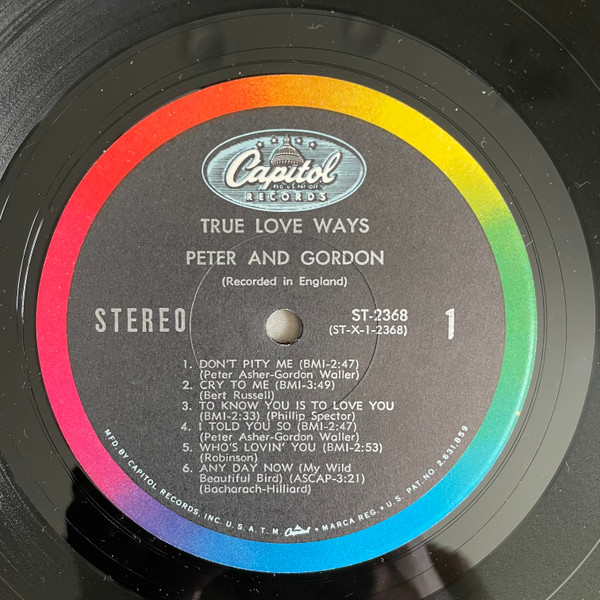 Capitol
REG. U.S. PAT. OFF.
RECORDS
TRUE LOVE WAYS
PETER AND GORDON
(Recorded in England)
STEREO
ST-2368
(ST-X-1-2368)
1
1. DON'T PITY ME (BMI-2:47)
(Peter Asher-Gordon Waller)
2. CRY TO ME (BMI-3:49)
(Bert Russell)
3. TO KNOW YOU IS TO LOVE YOU
(BMI-2:33) (Phillip Spector)
4. I TOLD YOU SO (BMI-2:47)
(Peter Asher-Gordon Waller)
5. WHO'S LOVIN' YOU (BMI-2:53)
(Robinson)
6. ANY DAY NOW (My Wild
Beautiful Bird) (ASCAP-3:21)
(Bacharach-Hilliard)
MFD. BY CAPITOL RECORDS, INC. U.S.A. T.M. Capitol • MARCA REG. • U.S. PAT. NO. 2,631,859